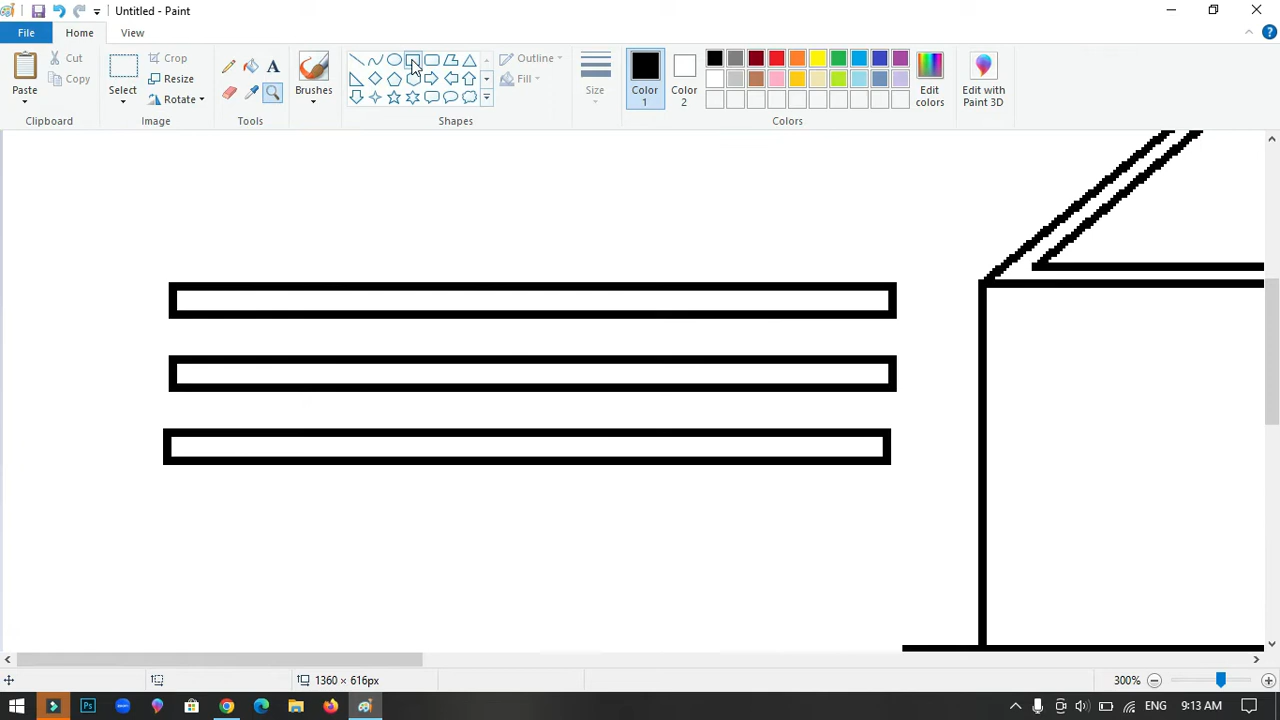 Untitled - Paint
File Home View
Paste Cut Copy Clipboard
Select Crop Resize Rotate Image
A
Tools
Brushes
Outline Fill Shapes
Size
Color 1 Color 2 Edit colors Colors
Edit with Paint 3D
1360 × 616px 300%
Ps ENG 9:13 AM